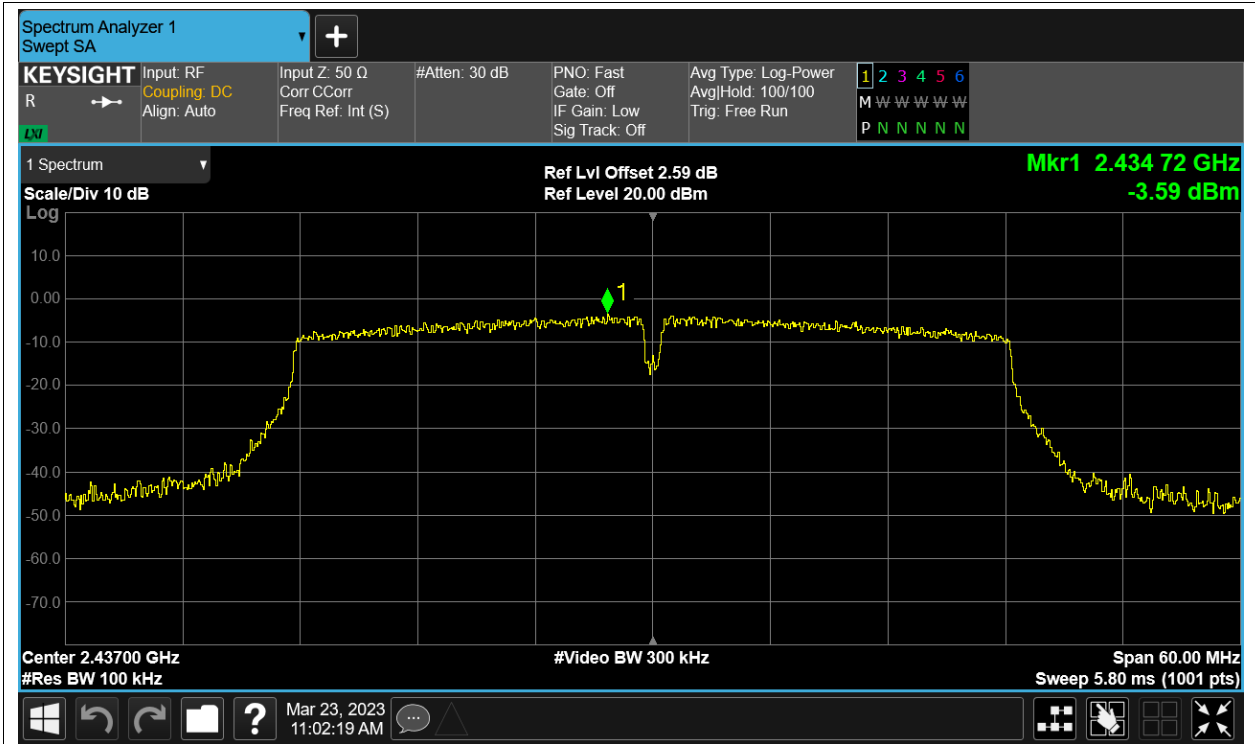 Spectrum Analyzer 1
Swept SA
KEYSIGHT
R
LXI
Input: RF
Coupling: DC
Align: Auto
Input Z: 50 Ω
Corr CCorr
Freq Ref: Int (S)
#Atten: 30 dB
PNO: Fast
Gate: Off
IF Gain: Low
Sig Track: Off
Avg Type: Log-Power
Avg|Hold: 100/100
Trig: Free Run
1 2 3 4 5 6
M W W W W W
P N N N N N
1 Spectrum
Scale/Div 10 dB
Ref Lvl Offset 2.59 dB
Ref Level 20.00 dBm
Mkr1 2.434 72 GHz
-3.59 dBm
Log
10.0
0.00
-10.0
-20.0
-30.0
-40.0
-50.0
-60.0
-70.0
1
Center 2.43700 GHz
#Res BW 100 kHz
#Video BW 300 kHz
Span 60.00 MHz
Sweep 5.80 ms (1001 pts)
?
Mar 23, 2023
11:02:19 AM